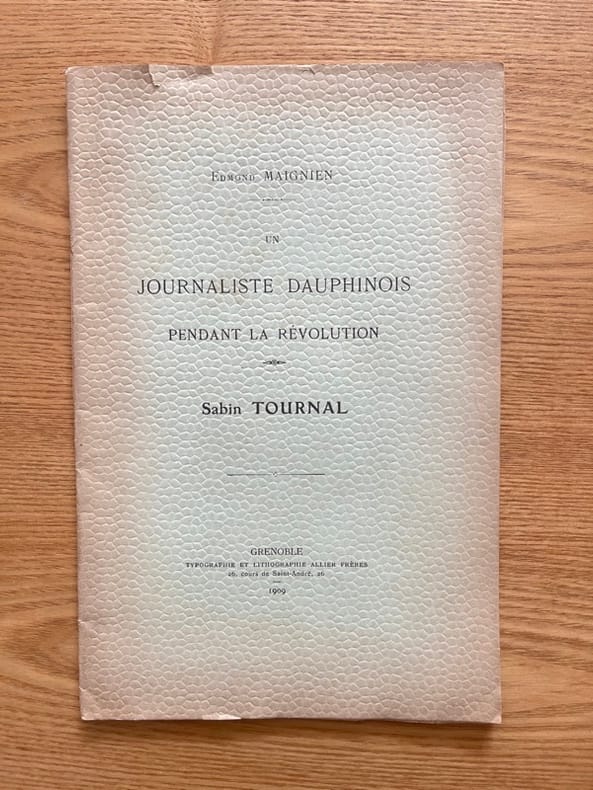 Edmond MAIGNIEN
UN
JOURNALISTE DAUPHINOIS
PENDANT LA RÉVOLUTION
Sabin TOURNAL
GRENOBLE
TYPOGRAPHIE ET LITHOGRAPHIE ALLIER FRÈRES
26, cours de Saint-André, 26
1909